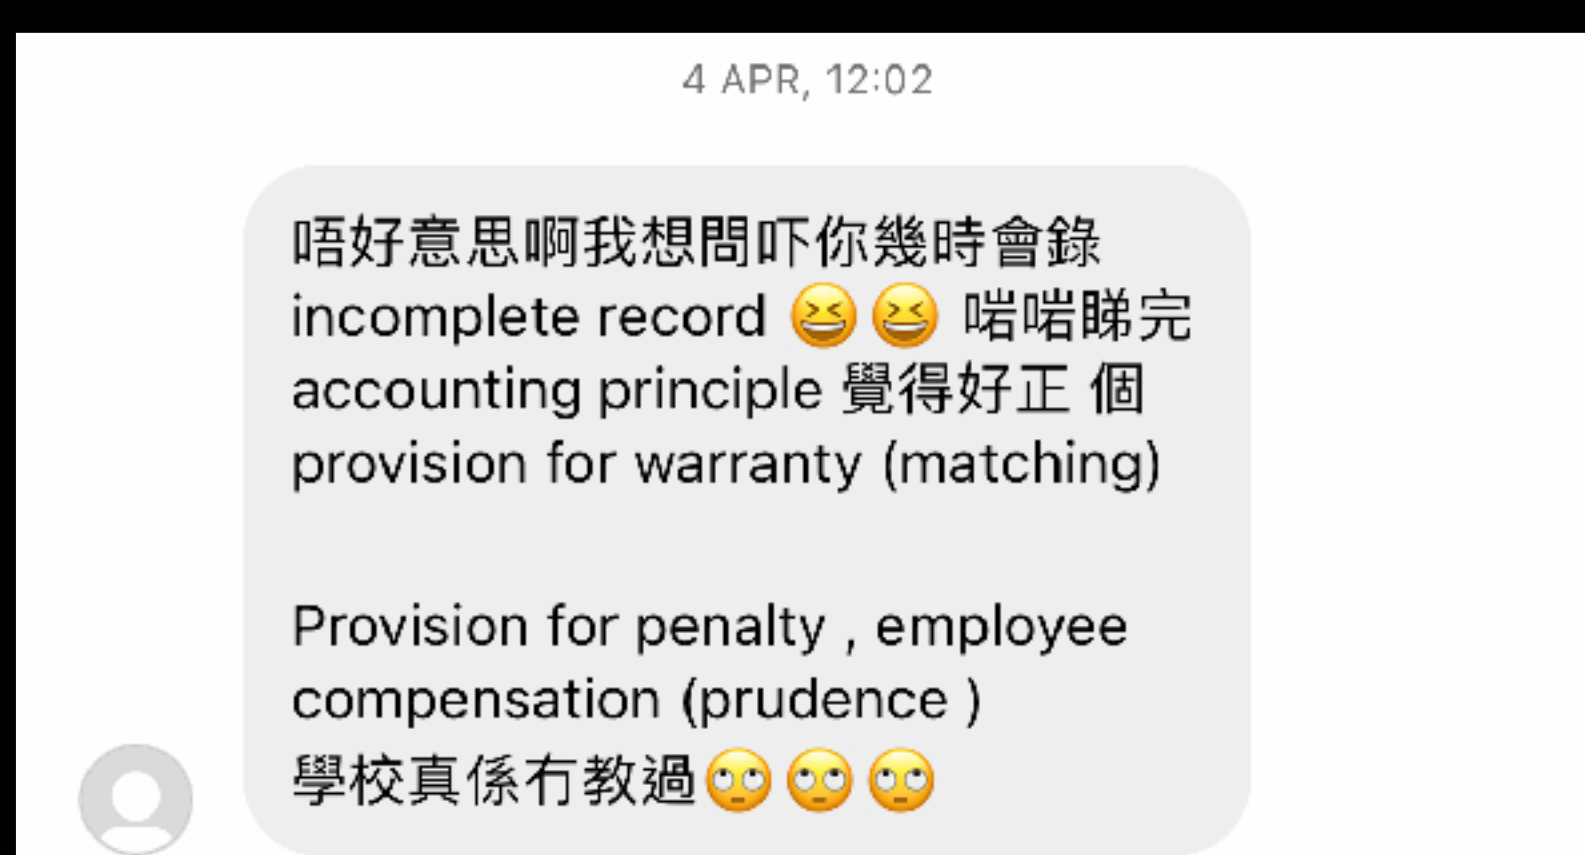 4 APR, 12:02
唔好意思啊我想問吓你幾時會錄
incomplete record 😆😆 啱啱睇完
accounting principle 覺得好正 個
provision for warranty (matching)
Provision for penalty , employee
compensation (prudence )
學校真係冇教過🙄🙄🙄